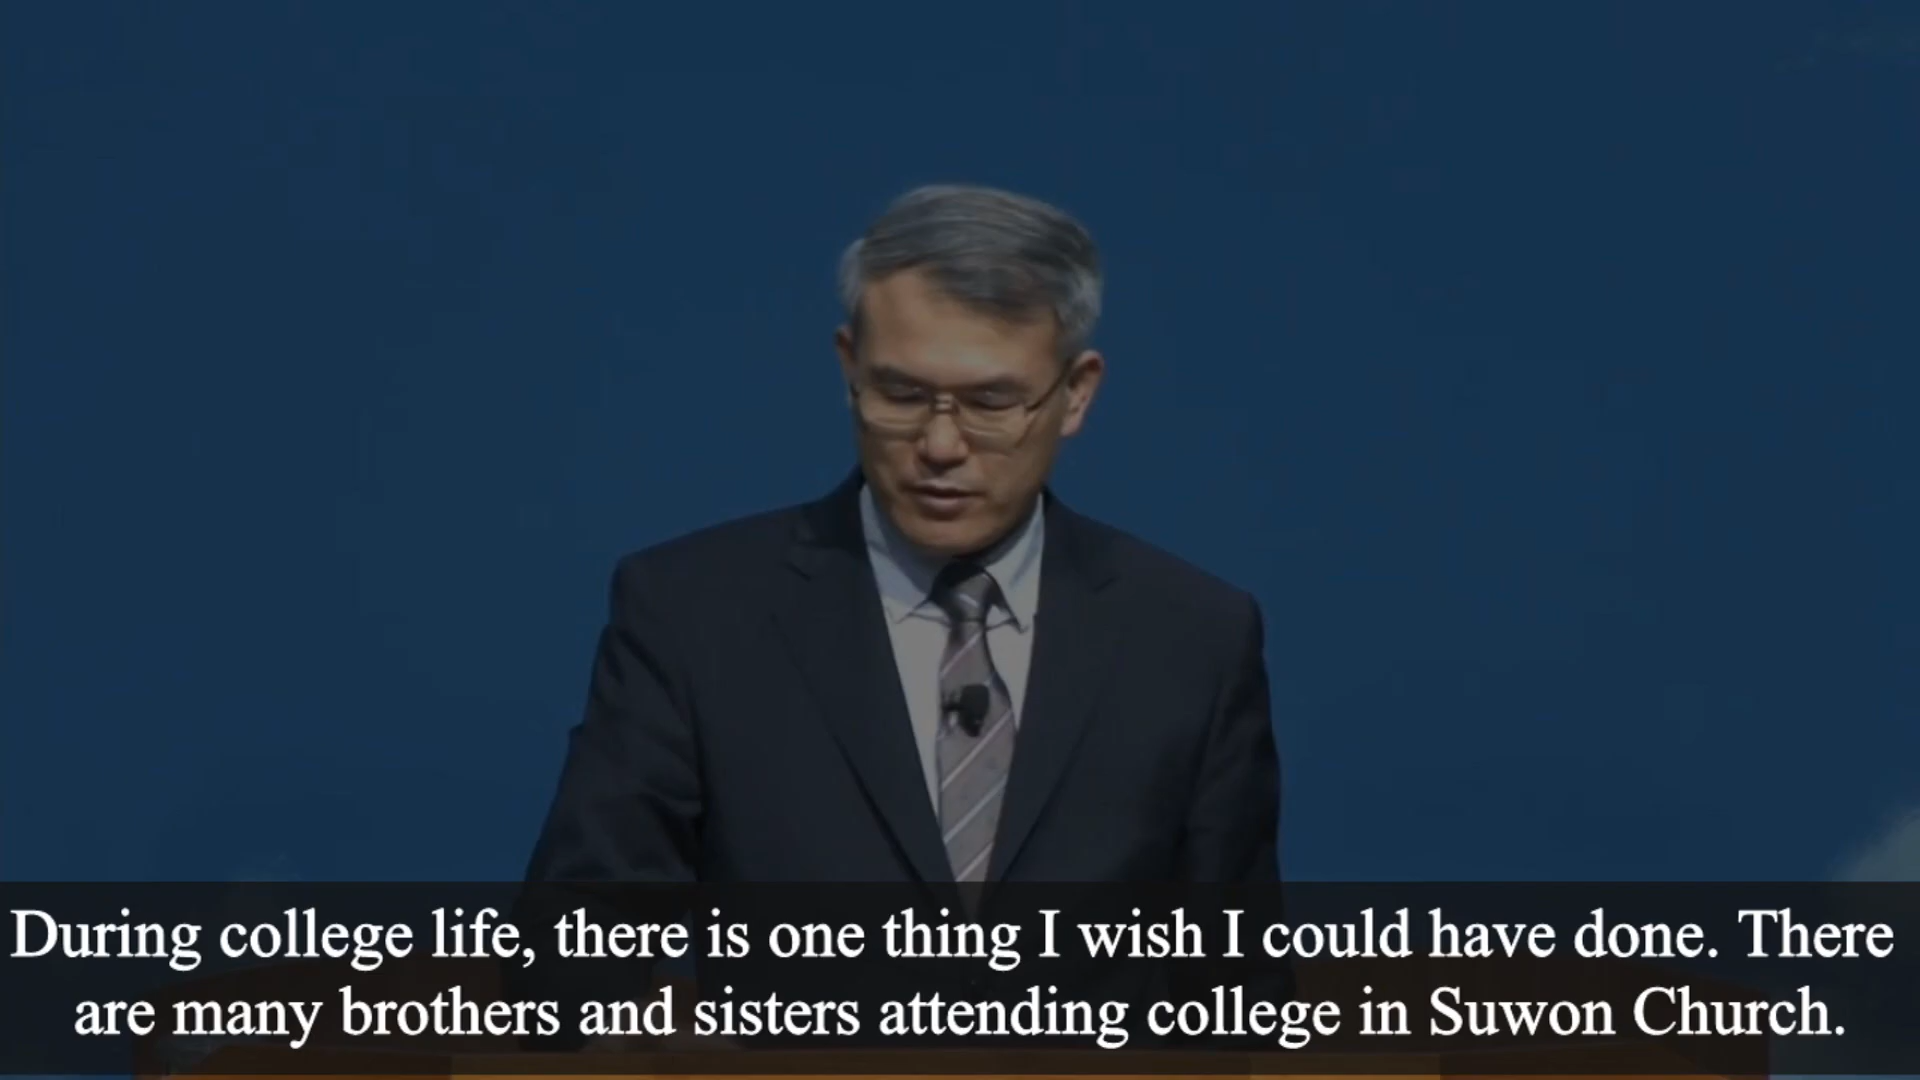 During college life, there is one thing I wish I could have done. There
are many brothers and sisters attending college in Suwon Church.